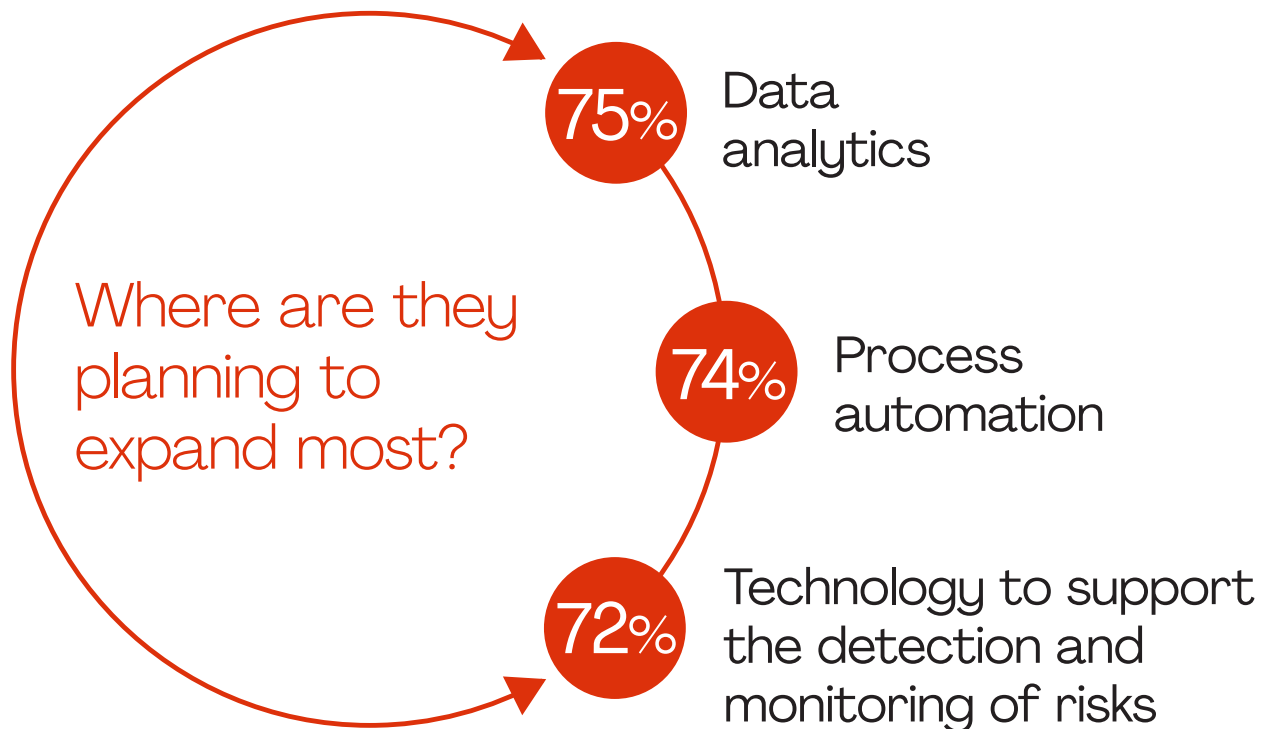 Where are they
planning to
expand most?
75%
Data
analytics
74%
Process
automation
72%
Technology to support
the detection and
monitoring of risks